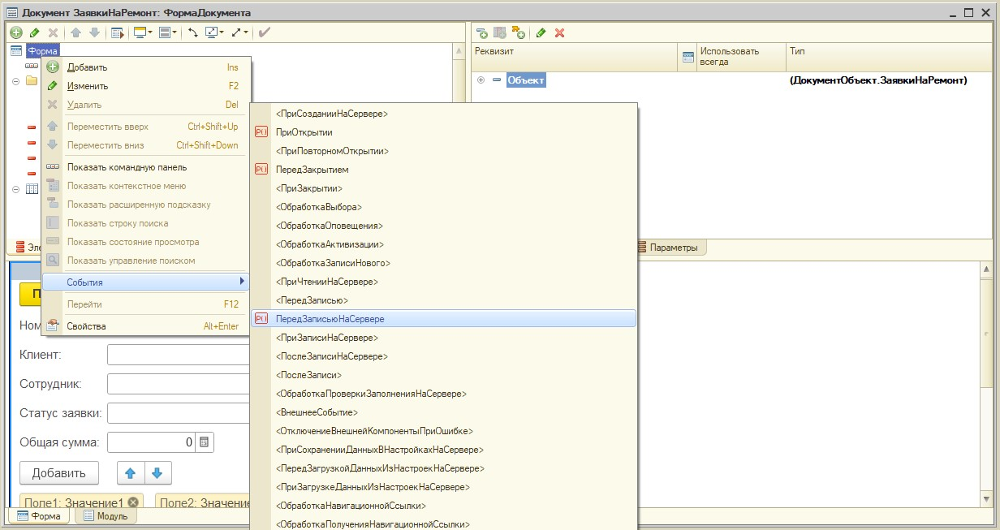 Документ ЗаявкиНаРемонт: ФормаДокумента
Форма
Реквизит
Использовать всегда
Тип
Объект
(ДокументОбъект.ЗаявкиНаРемонт)
Добавить Ins
Изменить F2
Удалить Del
Переместить вверх Ctrl+Shift+Up
Переместить вниз Ctrl+Shift+Down
Показать командную панель
Показать контекстное меню
Показать расширенную подсказку
Показать строку поиска
Показать состояние просмотра
Показать управление поиском
События
Перейти F12
Свойства Alt+Enter
<ПриСозданииНаСервере>
ПриОткрытии
<ПриПовторномОткрытии>
ПередЗакрытием
<ПриЗакрытии>
<ОбработкаВыбора>
<ОбработкаОповещения>
<ОбработкаАктивизации>
<ОбработкаЗаписиНового>
<ПриЧтенииНаСервере>
<ПередЗаписью>
ПередЗаписьюНаСервере
<ПриЗаписиНаСервере>
<ПослеЗаписиНаСервере>
<ПослеЗаписи>
<ОбработкаПроверкиЗаполненияНаСервере>
<ВнешнееСобытие>
<ОтключениеВнешнейКомпонентыПриОшибке>
<ПриСохраненииДанныхВНастройкахНаСервере>
<ПередЗагрузкойДанныхИзНастроекНаСервере>
<ПриЗагрузкеДанныхИзНастроекНаСервере>
<ОбработкаНавигационнойСсылки>
<ОбработкаПолученияНавигационнойСсылки>
Эле
Параметры
П
Ном
Клиент:
Сотрудник:
Статус заявки:
Общая сумма: 0
Добавить
Поле1: Значение1
Поле2: Значение
Форма
Модуль